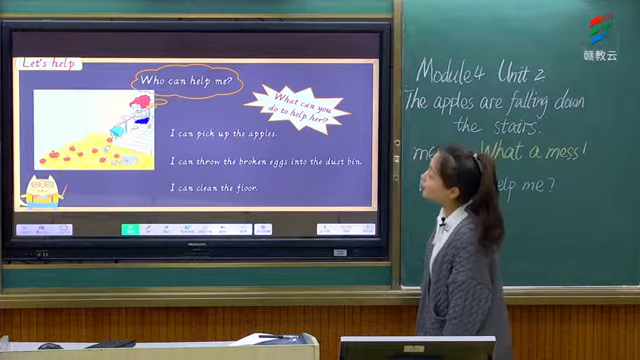 Let's help
Who can help me?
What can you
do to help her?
I can pick up the apples.
I can throw the broken eggs into the dust bin.
I can clean the floor.
赣教云
Module 4 Unit 2
The apples are falling down
the stairs.
What a mess!
help me?